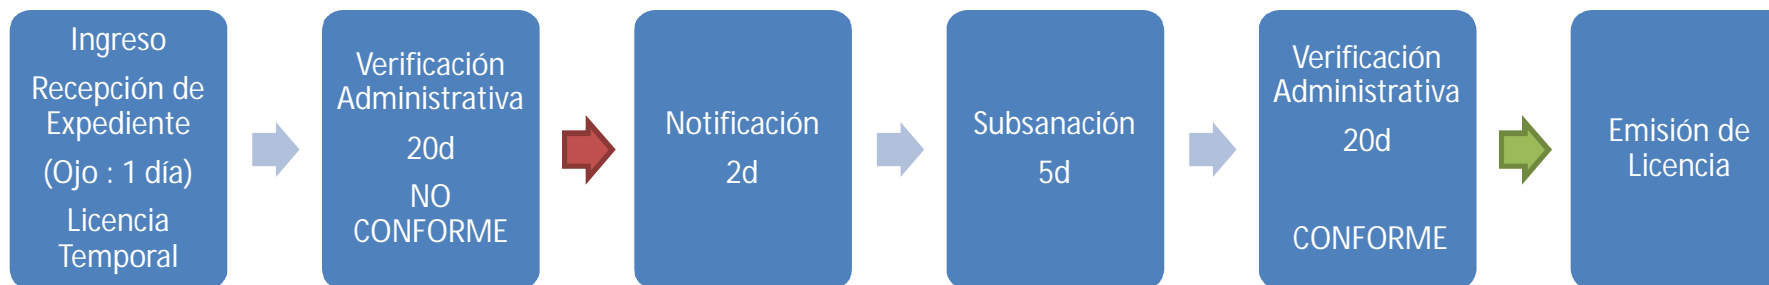 Ingreso
Recepción de
Expediente
(Ojo : 1 día)
Licencia
Temporal
Verificación
Administrativa
20d
NO
CONFORME
Notificación
2d
Subsanación
5d
Verificación
Administrativa
20d
CONFORME
Emisión de
Licencia